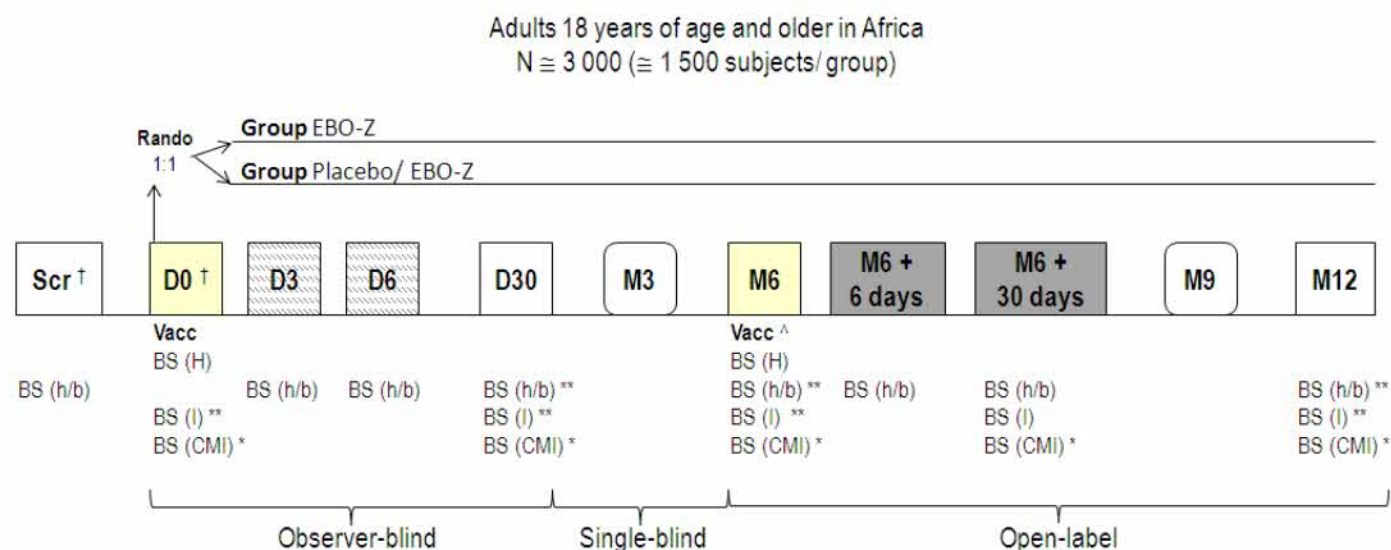 Adults 18 years of age and older in Africa
N ≅ 3 000 (≅ 1 500 subjects/ group)
Rando
1:1
Group EBO-Z
Group Placebo/ EBO-Z
Scr †
D0 †
D3
D6
D30
M3
M6
M6 +
6 days
M6 +
30 days
M9
M12
Vacc Vacc ^
BS (H) BS (H)
BS (h/b) BS (h/b) BS (h/b) BS (h/b) ** BS (h/b) ** BS (h/b) BS (h/b) BS (h/b) **
BS (I) ** BS (I) ** BS (I) ** BS (I) BS (I) **
BS (CMI) * BS (CMI) * BS (CMI) * BS (CMI) * BS (CMI) *
Observer-blind Single-blind Open-label